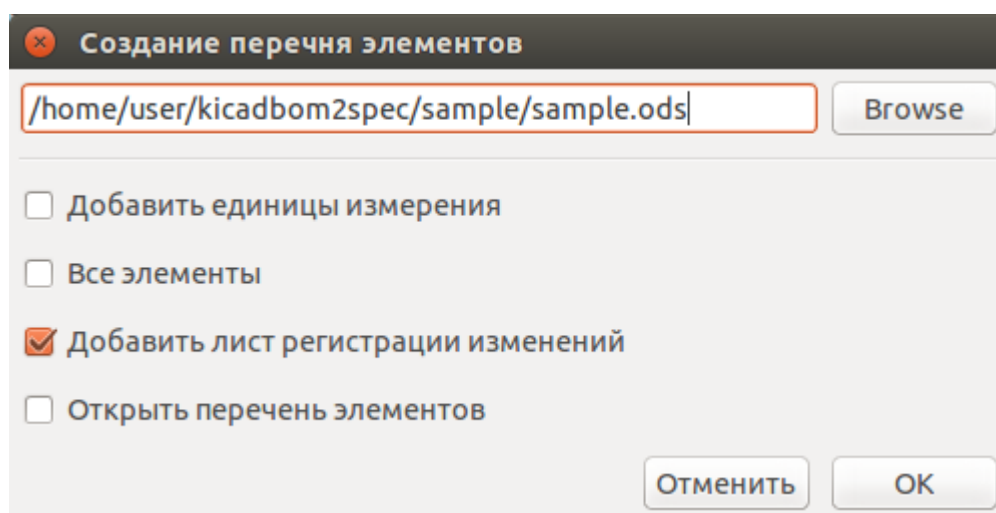 Создание перечня элементов
/home/user/kicadbom2spec/sample/sample.ods
Browse
Добавить единицы измерения
Все элементы
Добавить лист регистрации изменений
Открыть перечень элементов
Отменить
OK